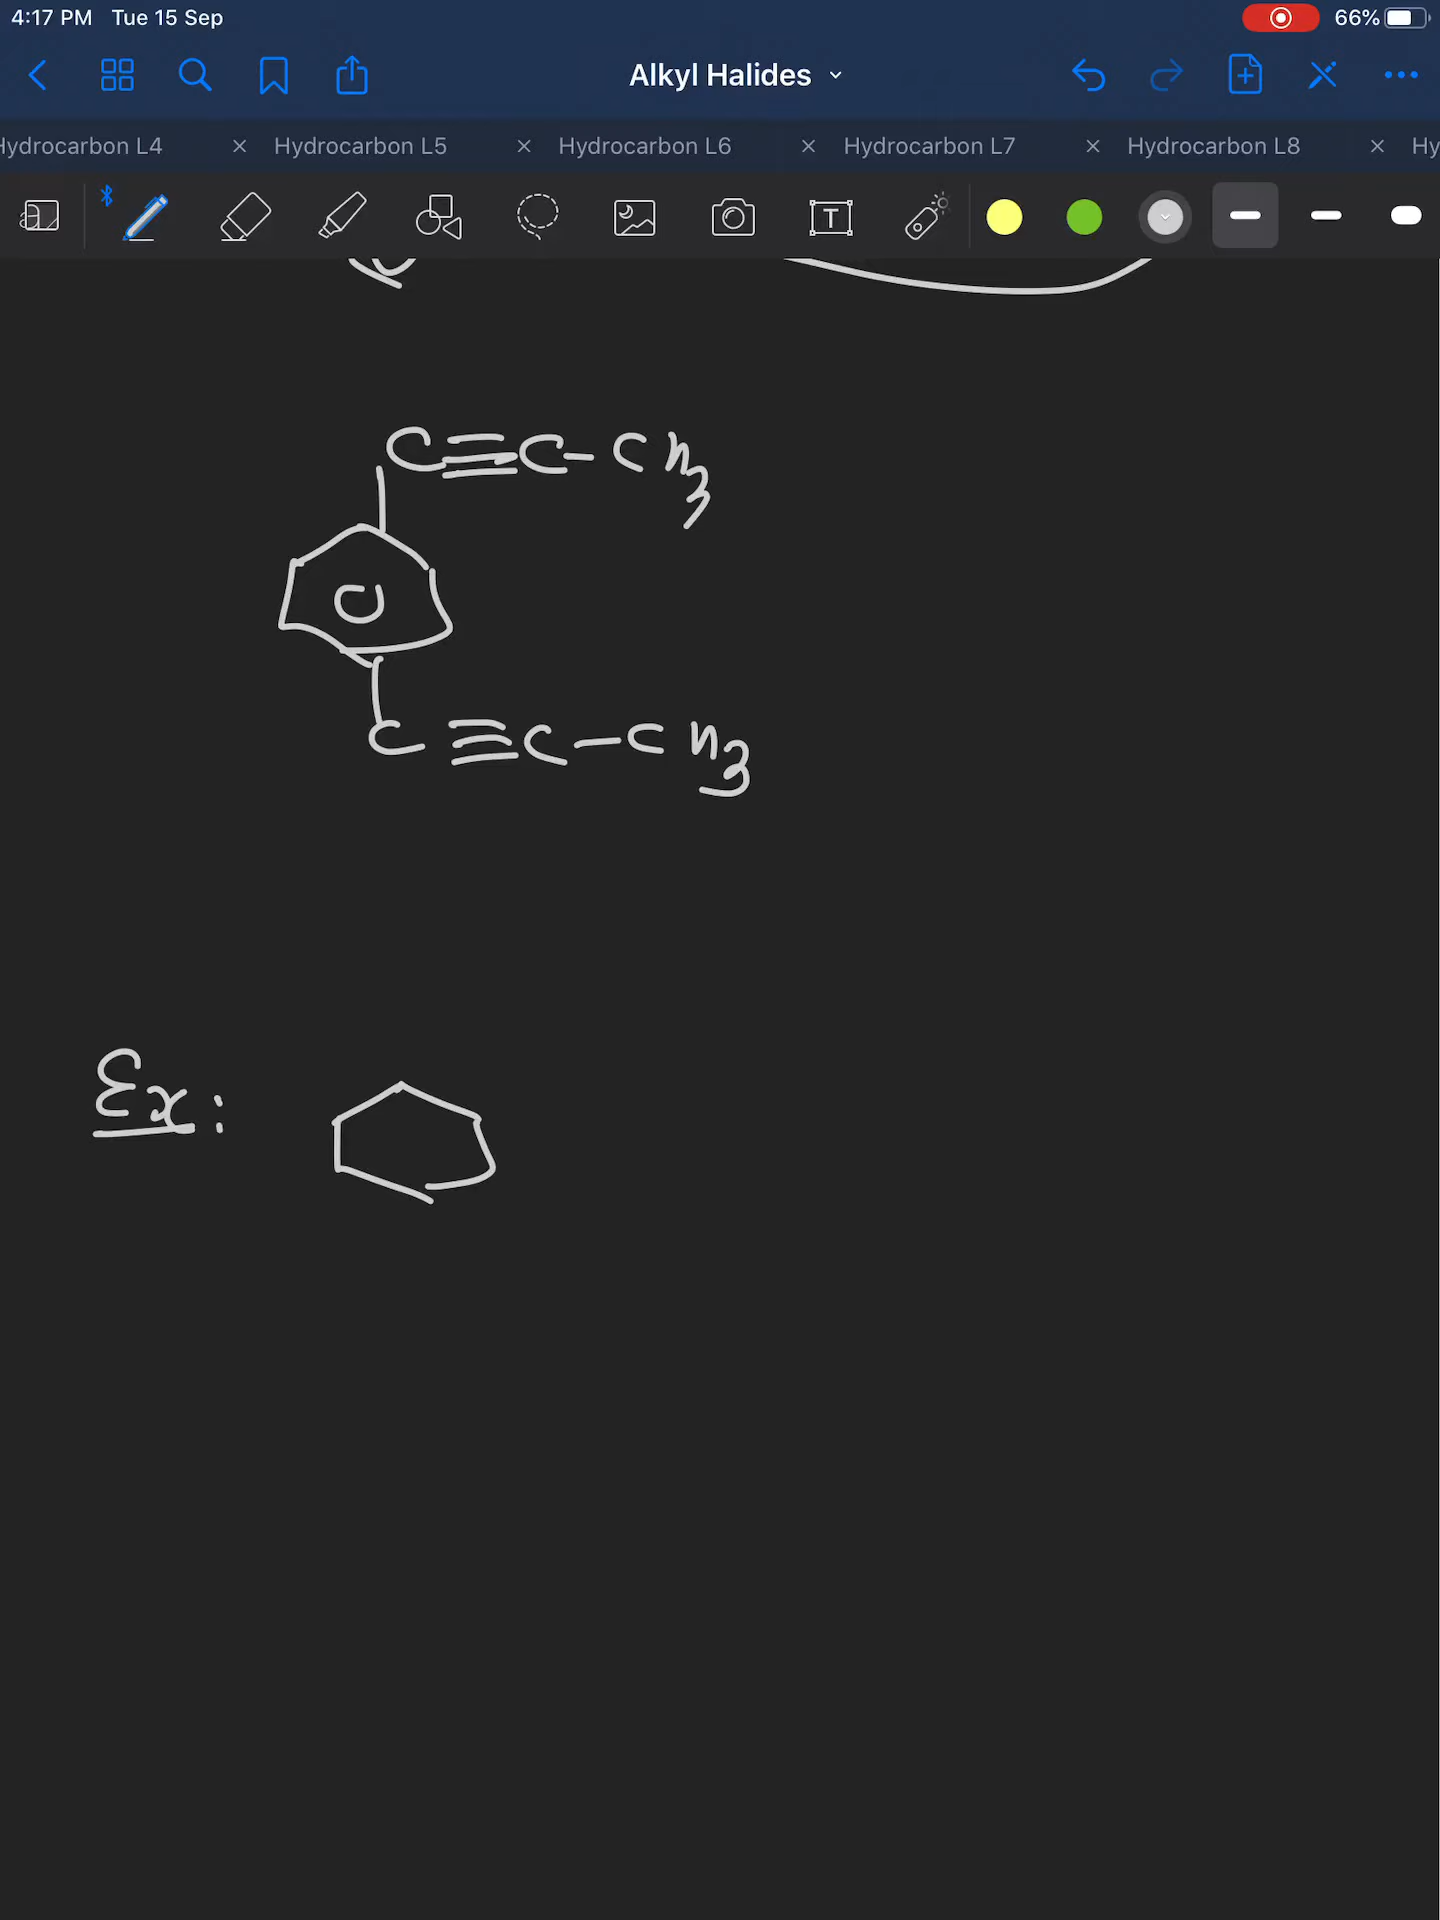 4:17 PM Tue 15 Sep 66%
Alkyl Halides
Hydrocarbon L4 × Hydrocarbon L5 × Hydrocarbon L6 × Hydrocarbon L7 × Hydrocarbon L8 × Hy
T
C≡C-CH3
C≡C-CH3
Ex: